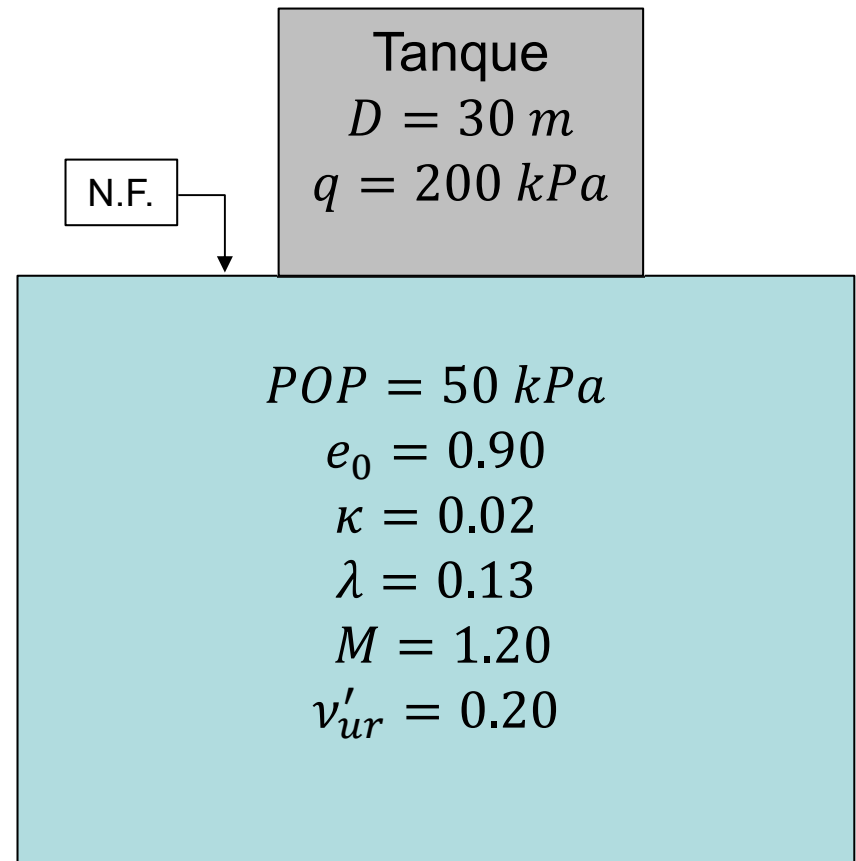 Tanque
D = 30 m
q = 200 kPa
N.F.
POP = 50 kPa
e₀ = 0.90
κ = 0.02
λ = 0.13
M = 1.20
ν′ᵤᵣ = 0.20